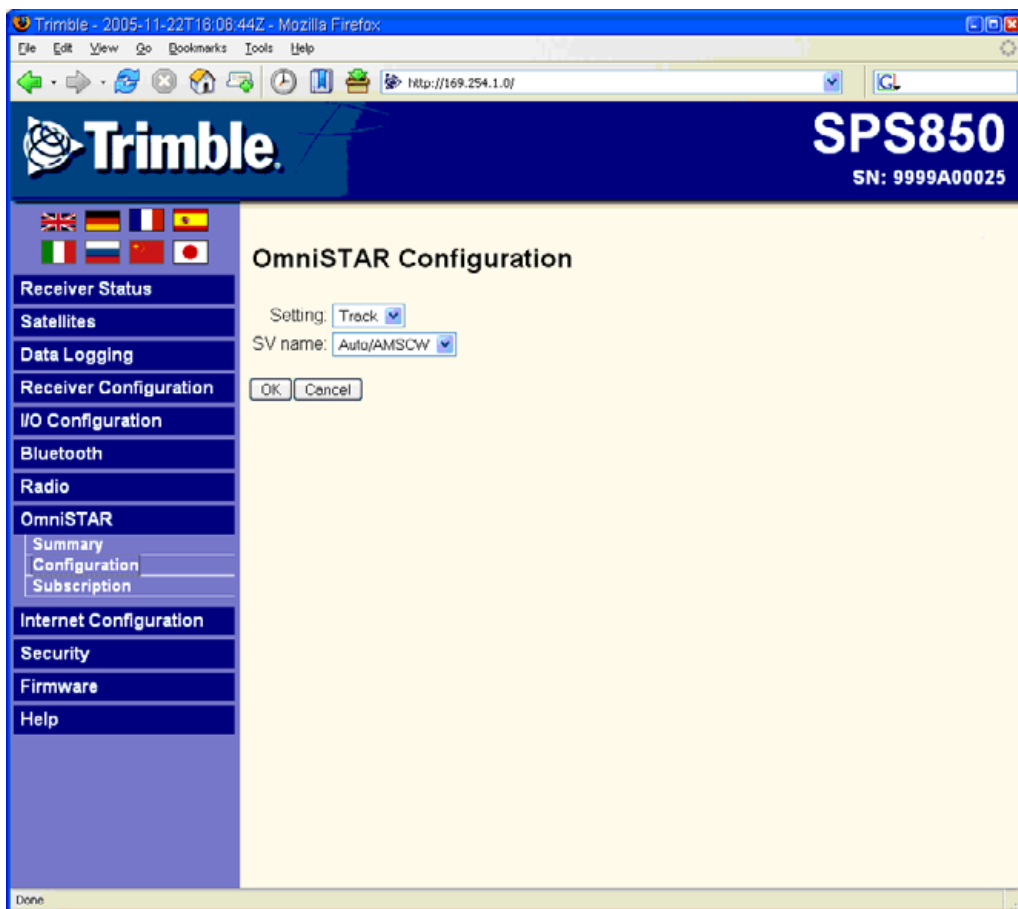 Trimble - 2005-11-22T16:06:44Z - Mozilla Firefox
File Edit View Go Bookmarks Tools Help
http://169.254.1.0/
Trimble.
SPS850
SN: 9999A00025
OmniSTAR Configuration
Setting: Track
SV name: Auto/AMSCW
OK Cancel
Receiver Status
Satellites
Data Logging
Receiver Configuration
I/O Configuration
Bluetooth
Radio
OmniSTAR
Summary
Configuration
Subscription
Internet Configuration
Security
Firmware
Help
Done